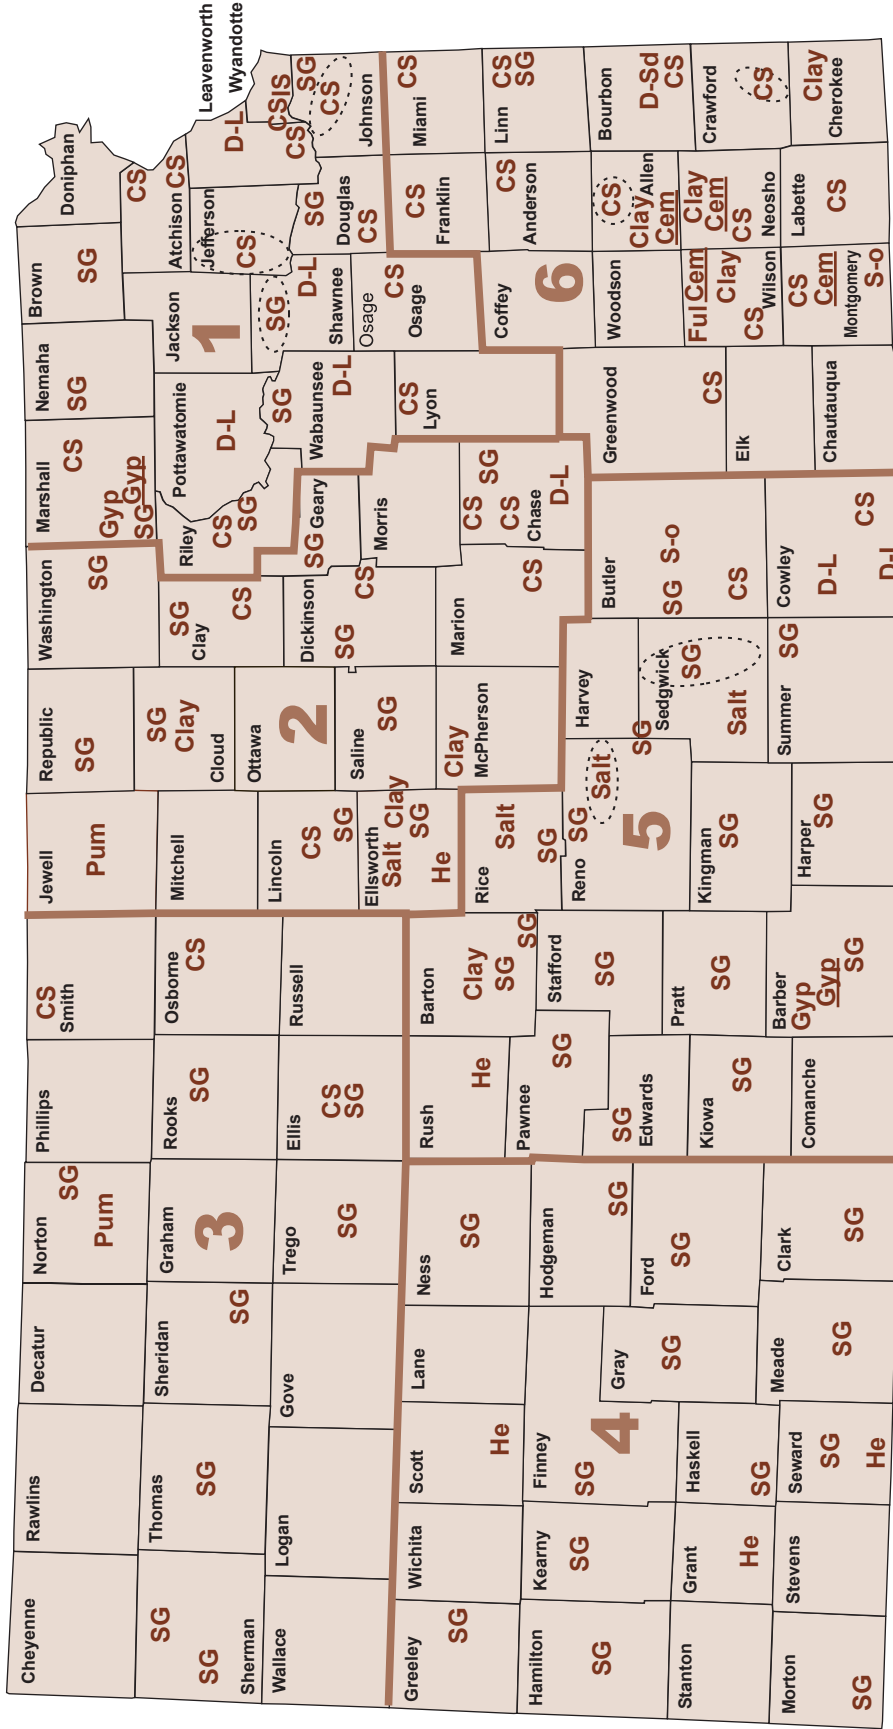 Cheyenne
Rawlins
Decatur
Norton
SG
Pum
Phillips
CS
Smith
Jewell
Pum
Republic
SG
Washington
SG
Marshall
CS
Gyp
Gyp
SG
Nemaha
SG
Brown
SG
Doniphan
SG
SG
Sherman
Thomas
SG
Sheridan
SG
Graham
3
Rooks
SG
Osborne
CS
Mitchell
SG
Clay
Cloud
SG
Clay
CS
Riley
CS
SG
Pottawatomie
D-L
Jackson
1
SG
CS
Atchison
CS
Jefferson
CS
Leavenworth
D-L
Wyandotte
CS
IS
Wallace
Logan
Gove
Trego
SG
Ellis
CS
SG
Russell
Lincoln
CS
SG
Ottawa
2
Dickinson
CS
SG
Geary
SG
Wabaunsee
SG
D-L
Shawnee
D-L
Osage
Douglas
SG
CS
CS
SG
CS
Johnson
Ellsworth
Salt
Clay
SG
He
Saline
SG
Morris
CS
Lyon
CS
Osage
CS
Franklin
CS
Miami
Greeley
SG
Wichita
Scott
He
Lane
Ness
SG
Rush
He
Barton
Clay
SG
SG
Rice
Salt
SG
Clay
McPherson
Marion
CS
CS
SG
CS
Chase
D-L
Coffey
6
CS
Anderson
CS
SG
Linn
Hamilton
SG
Kearny
SG
Finney
SG
4
Hodgeman
SG
Pawnee
SG
Stafford
SG
Reno
SG
Salt
SG
5
Harvey
Butler
SG
S-o
CS
Greenwood
CS
Woodson
CS
Allen
Clay
Cem
Bourbon
D-Sd
CS
Gray
SG
Ford
SG
SG
Edwards
Pratt
SG
Sedgwick
SG
Salt
Stanton
Grant
He
Haskell
SG
Kiowa
SG
Kingman
SG
Elk
Ful
Cem
Clay
CS
Wilson
Clay
Cem
CS
Neosho
Crawford
CS
Morton
SG
Stevens
Seward
SG
He
Meade
SG
Clark
SG
Comanche
Barber
Gyp
Gyp
SG
Harper
SG
Sumner
SG
Cowley
D-L
CS
D-L
Chautauqua
CS
Cem
Montgomery
S-o
Labette
CS
Clay
Cherokee